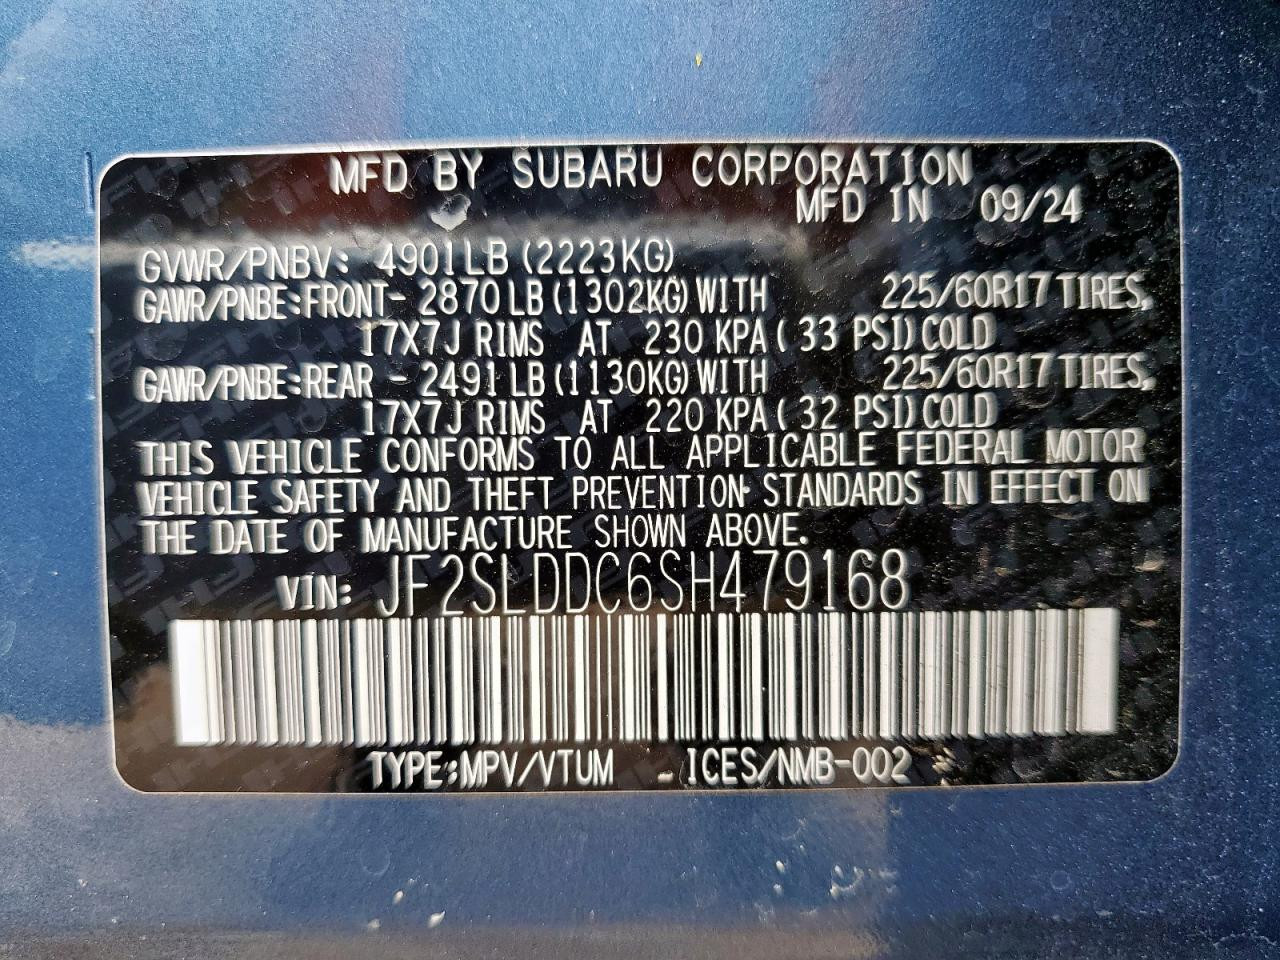 MFD BY SUBARU CORPORATION
MFD IN 09/24
GVWR/PNBV: 4901LB (2223KG)
GAWR/PNBE:FRONT- 2870LB (1302KG)WITH 225/60R17 TIRES,
17X7J RIMS AT 230 KPA ( 33 PSI) COLD
GAWR/PNBE:REAR - 2491LB (1130KG)WITH 225/60R17 TIRES,
17X7J RIMS AT 220 KPA ( 32 PSI) COLD
THIS VEHICLE CONFORMS TO ALL APPLICABLE FEDERAL MOTOR
VEHICLE SAFETY AND THEFT PREVENTION STANDARDS IN EFFECT ON
THE DATE OF MANUFACTURE SHOWN ABOVE.
VIN: JF2SLDDC6SH479168
TYPE:MPV/VTUM ICES/NMB-002